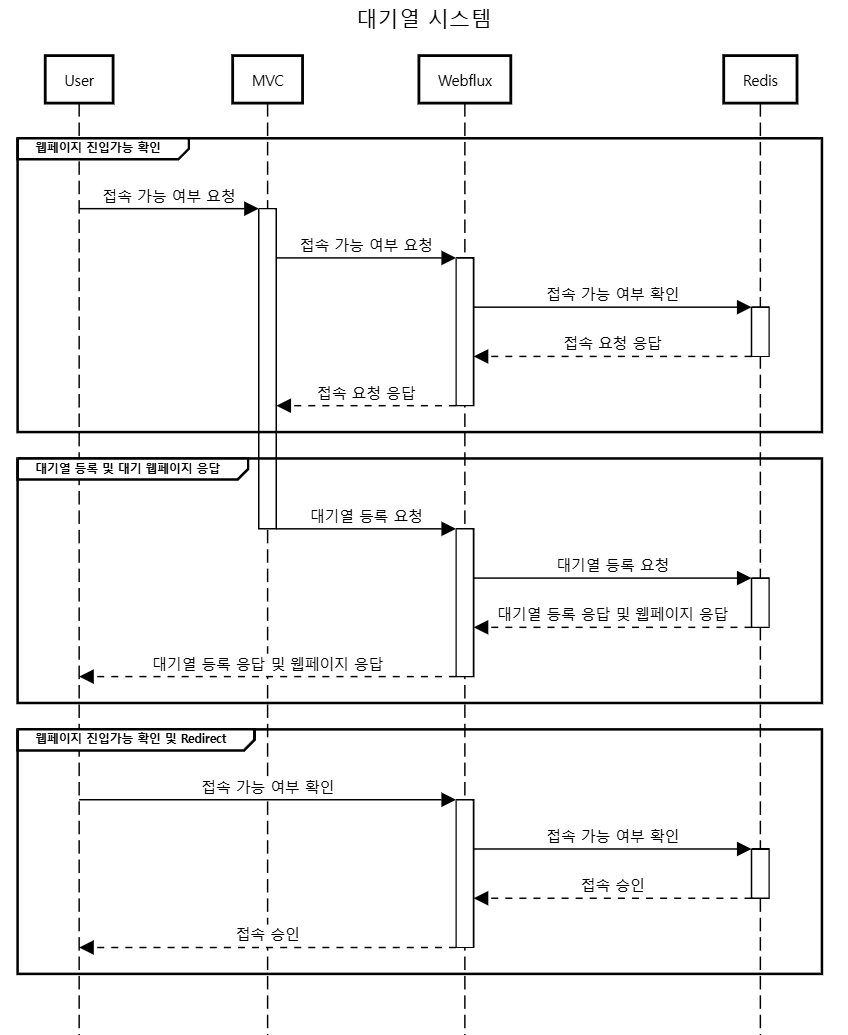 대기열 시스템
User
MVC
Webflux
Redis
웹페이지 진입가능 확인
접속 가능 여부 요청
접속 가능 여부 요청
접속 가능 여부 확인
접속 요청 응답
접속 요청 응답
대기열 등록 및 대기 웹페이지 응답
대기열 등록 요청
대기열 등록 요청
대기열 등록 응답 및 웹페이지 응답
대기열 등록 응답 및 웹페이지 응답
웹페이지 진입가능 확인 및 Redirect
접속 가능 여부 확인
접속 가능 여부 확인
접속 승인
접속 승인